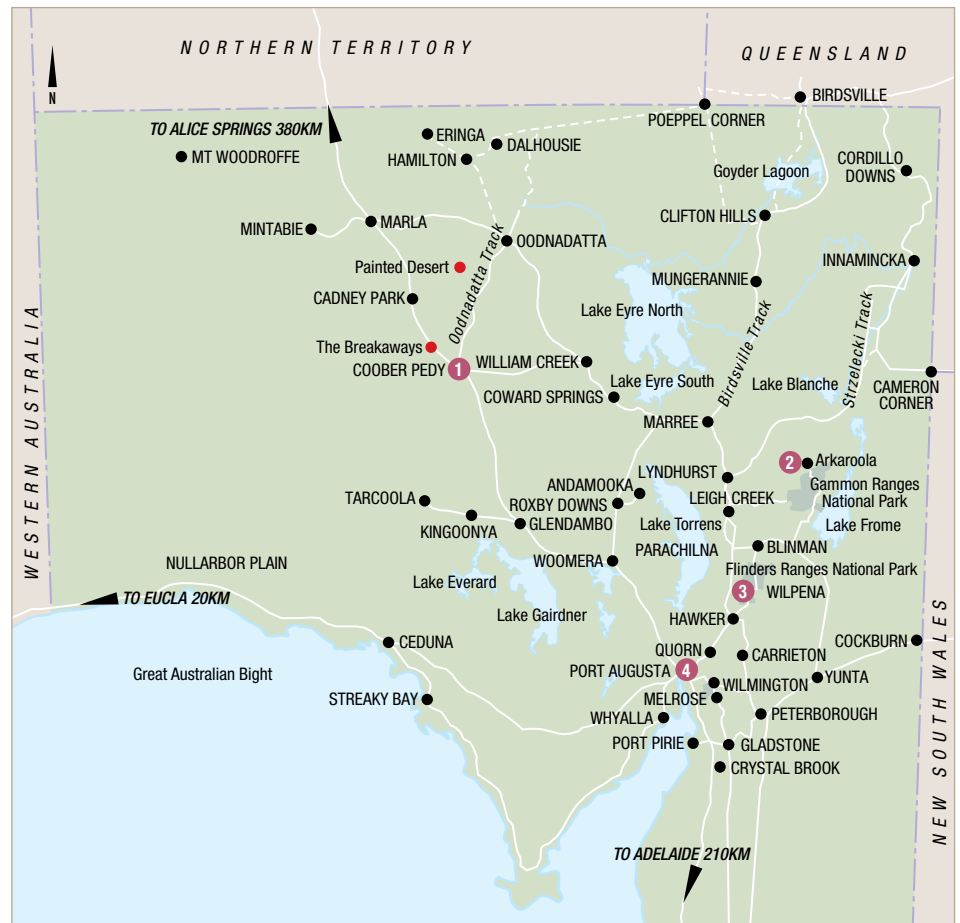 NORTHERN TERRITORY
QUEENSLAND
N
BIRDSVILLE
POEPPEL CORNER
TO ALICE SPRINGS 380KM
ERINGA
DALHOUSIE
MT WOODROFFE
HAMILTON
CORDILLO
DOWNS
Goyder Lagoon
CLIFTON HILLS
MARLA
MINTABIE
OODNADATTA
Oodnadatta Track
INNAMINCKA
Painted Desert
MUNGERANNIE
CADNEY PARK
Lake Eyre North
Birdsville Track
Strzelecki Track
The Breakaways
COOBER PEDY
1
WILLIAM CREEK
Lake Eyre South
Lake Blanche
CAMERON
CORNER
COWARD SPRINGS
MARREE
WESTERN AUSTRALIA
2
Arkaroola
LYNDHURST
Gammon Ranges
National Park
ANDAMOOKA
LEIGH CREEK
TARCOOLA
ROXBY DOWNS
KINGOONYA
GLENDAMBO
Lake Torrens
Lake Frome
PARACHILNA
BLINMAN
WOOMERA
NULLARBOR PLAIN
Flinders Ranges National Park
Lake Everard
3
WILPENA
TO EUCLA 20KM
Lake Gairdner
HAWKER
CEDUNA
COCKBURN
QUORN
CARRIETON
Great Australian Bight
PORT AUGUSTA
4
WILMINGTON
YUNTA
STREAKY BAY
MELROSE
WHYALLA
PETERBOROUGH
PORT PIRIE
GLADSTONE
CRYSTAL BROOK
NEW SOUTH WALES
TO ADELAIDE 210KM